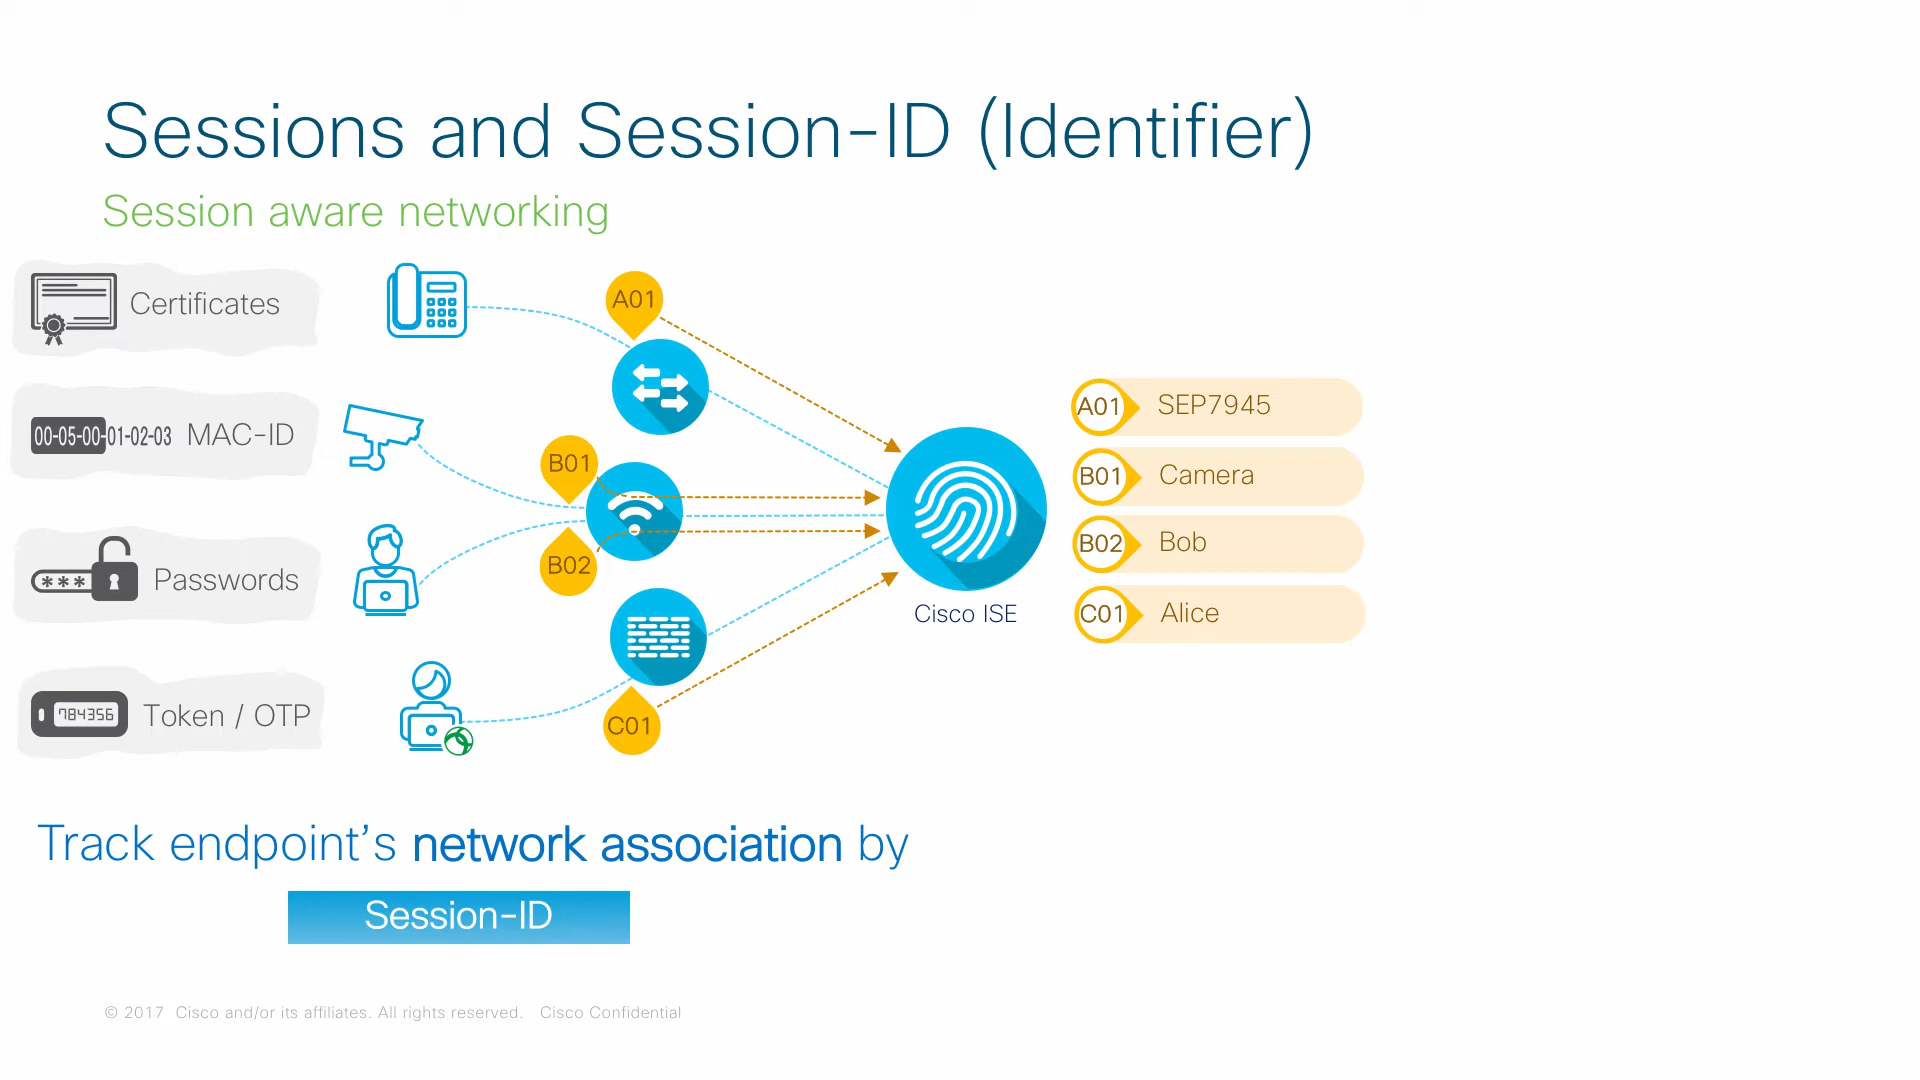 Sessions and Session-ID (Identifier)
Session aware networking
Certificates
00-05-00-01-02-03 MAC-ID
*** Passwords
784356 Token / OTP
A01
B01
B02
C01
Cisco ISE
A01 SEP7945
B01 Camera
B02 Bob
C01 Alice
Track endpoint’s network association by
Session-ID
© 2017 Cisco and/or its affiliates. All rights reserved. Cisco Confidential